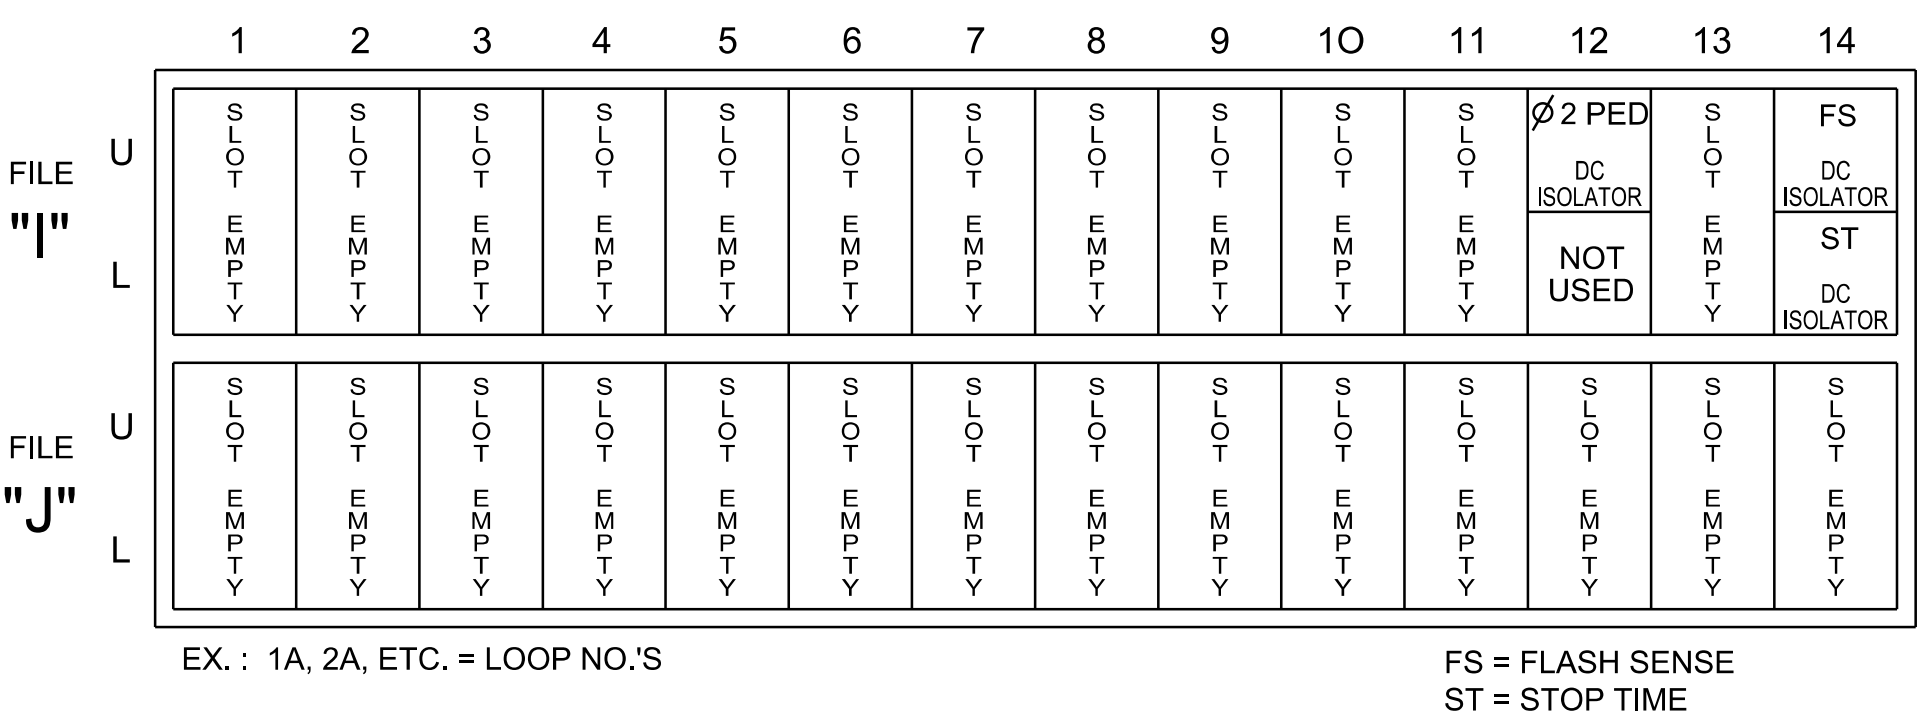 1 2 3 4 5 6 7 8 9 10 11 12 13 14
FILE "I"
U
L
SLOT EMPTY
SLOT EMPTY
SLOT EMPTY
SLOT EMPTY
SLOT EMPTY
SLOT EMPTY
SLOT EMPTY
SLOT EMPTY
SLOT EMPTY
SLOT EMPTY
SLOT EMPTY
Ø 2 PED
DC
ISOLATOR
NOT
USED
SLOT EMPTY
FS
DC
ISOLATOR
ST
DC
ISOLATOR
FILE "J"
U
L
SLOT EMPTY
SLOT EMPTY
SLOT EMPTY
SLOT EMPTY
SLOT EMPTY
SLOT EMPTY
SLOT EMPTY
SLOT EMPTY
SLOT EMPTY
SLOT EMPTY
SLOT EMPTY
SLOT EMPTY
SLOT EMPTY
SLOT EMPTY
EX. : 1A, 2A, ETC. = LOOP NO.'S
FS = FLASH SENSE
ST = STOP TIME